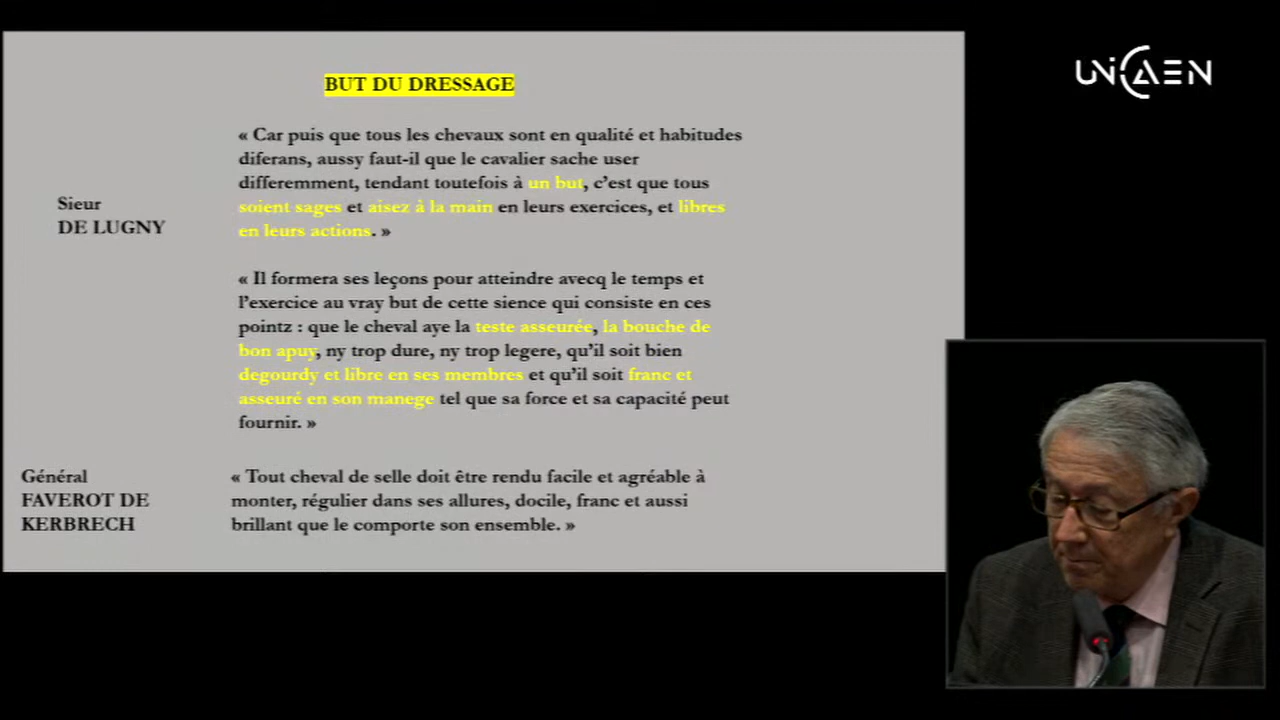 BUT DU DRESSAGE
« Car puis que tous les chevaux sont en qualité et habitudes
diferans, aussy faut-il que le cavalier sache user
differemment, tendant toutefois à un but, c’est que tous
soient sages et aisez à la main en leurs exercices, et libres
en leurs actions. »
Sieur
DE LUGNY
« Il formera ses leçons pour atteindre avecq le temps et
l’exercice au vray but de cette sience qui consiste en ces
pointz : que le cheval aye la teste asseurée, la bouche de
bon apuy, ny trop dure, ny trop legere, qu’il soit bien
degourdy et libre en ses membres et qu’il soit franc et
asseuré en son manege tel que sa force et sa capacité peut
fournir. »
Général
FAVEROT DE
KERBRECH
« Tout cheval de selle doit être rendu facile et agréable à
monter, régulier dans ses allures, docile, franc et aussi
brillant que le comporte son ensemble. »
UNICAEN